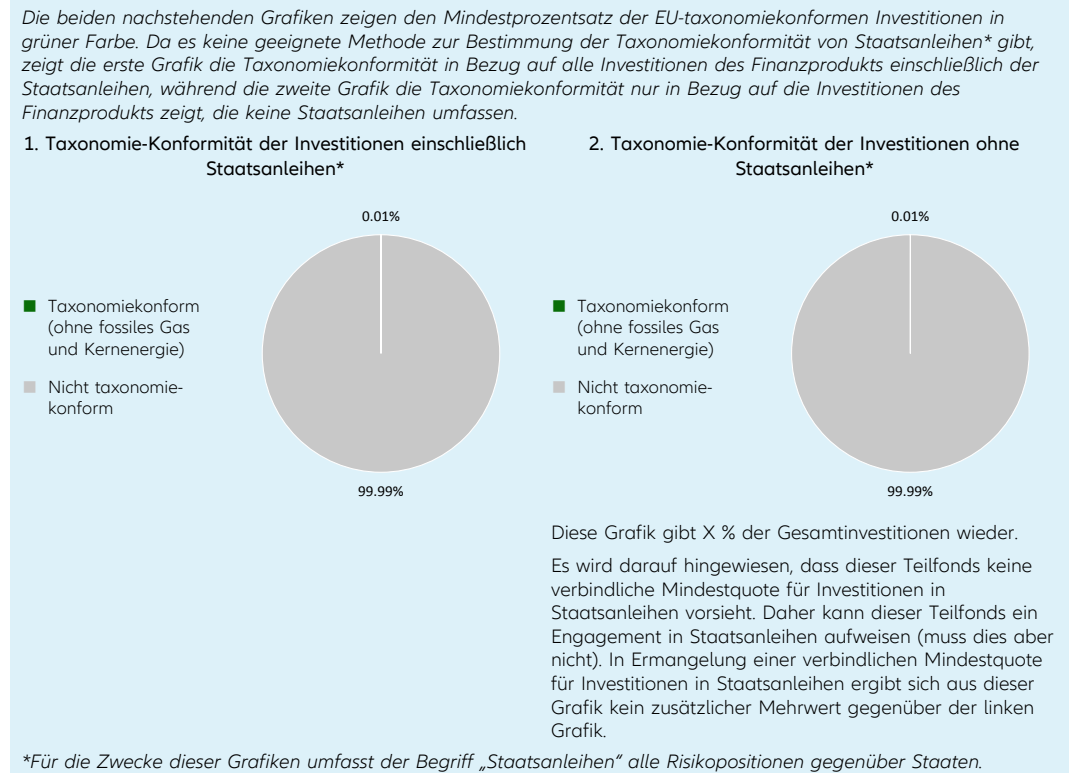 Die beiden nachstehenden Grafiken zeigen den Mindestprozentsatz der EU-taxonomiekonformen Investitionen in
grüner Farbe. Da es keine geeignete Methode zur Bestimmung der Taxonomiekonformität von Staatsanleihen* gibt,
zeigt die erste Grafik die Taxonomiekonformität in Bezug auf alle Investitionen des Finanzprodukts einschließlich der
Staatsanleihen, während die zweite Grafik die Taxonomiekonformität nur in Bezug auf die Investitionen des
Finanzprodukts zeigt, die keine Staatsanleihen umfassen.
1. Taxonomie-Konformität der Investitionen einschließlich
Staatsanleihen*
0.01%
Taxonomiekonform
(ohne fossiles Gas
und Kernenergie)
Nicht taxonomie-
konform
99.99%
2. Taxonomie-Konformität der Investitionen ohne
Staatsanleihen*
0.01%
Taxonomiekonform
(ohne fossiles Gas
und Kernenergie)
Nicht taxonomie-
konform
99.99%
Diese Grafik gibt X % der Gesamtinvestitionen wieder.
Es wird darauf hingewiesen, dass dieser Teilfonds keine
verbindliche Mindestquote für Investitionen in
Staatsanleihen vorsieht. Daher kann dieser Teilfonds ein
Engagement in Staatsanleihen aufweisen (muss dies aber
nicht). In Ermangelung einer verbindlichen Mindestquote
für Investitionen in Staatsanleihen ergibt sich aus dieser
Grafik kein zusätzlicher Mehrwert gegenüber der linken
Grafik.
*Für die Zwecke dieser Grafiken umfasst der Begriff „Staatsanleihen“ alle Risikopositionen gegenüber Staaten.